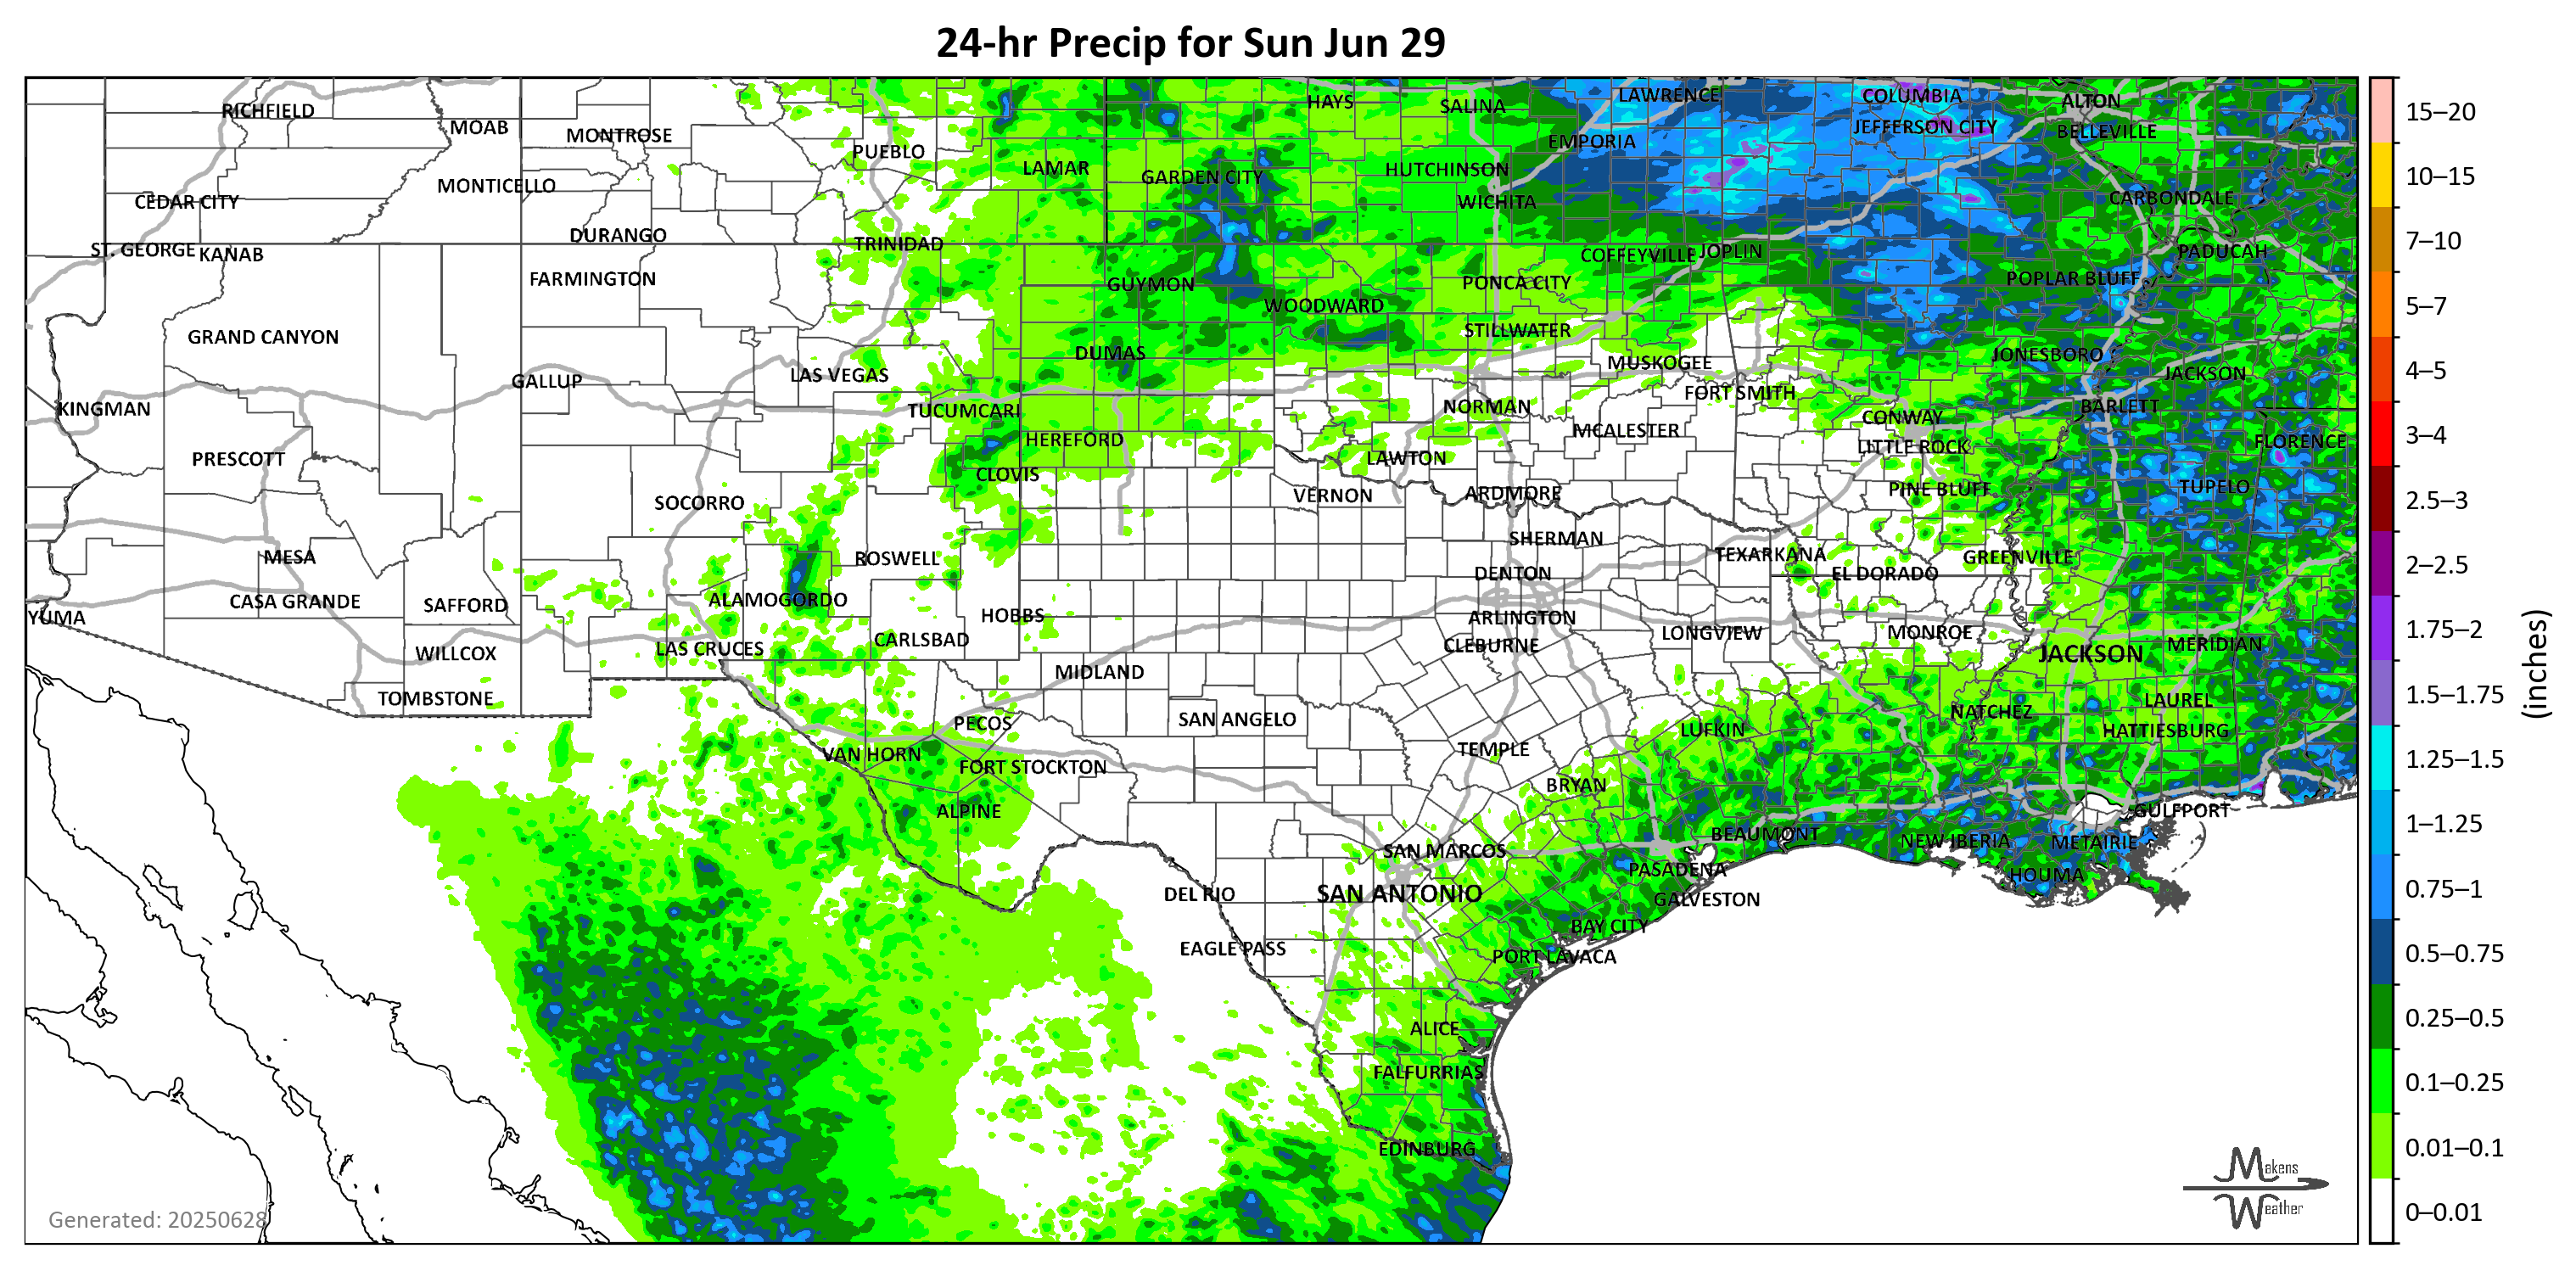 24-hr Precip for Sun Jun 29
RICHFIELD
MOAB
MONTROSE
PUEBLO
LAMAR
HAYS
SALINA
LAWRENCE
COLUMBIA
ALTON
EMPORIA
JEFFERSON CITY
BELLEVILLE
MONTICELLO
GARDEN CITY
HUTCHINSON
CEDAR CITY
WICHITA
CARBONDALE
ST. GEORGE
KANAB
DURANGO
TRINIDAD
COFFEYVILLE
JOPLIN
PADUCAH
FARMINGTON
GUYMON
WOODWARD
PONCA CITY
POPLAR BLUFF
GRAND CANYON
STILLWATER
DUMAS
MUSKOGEE
JONESBORO
GALLUP
LAS VEGAS
FORT SMITH
JACKSON
KINGMAN
TUCUMCARI
NORMAN
CONWAY
BARLETT
PRESCOTT
HEREFORD
LAWTON
MCALESTER
LITTLE ROCK
FLORENCE
CLOVIS
SOCORRO
VERNON
ARDMORE
PINE BLUFF
TUPELO
MESA
ROSWELL
SHERMAN
TEXARKANA
GREENVILLE
DENTON
EL DORADO
YUMA
CASA GRANDE
SAFFORD
ALAMOGORDO
HOBBS
ARLINGTON
WILLCOX
LAS CRUCES
CARLSBAD
CLEBURNE
LONGVIEW
MONROE
JACKSON
MERIDIAN
TOMBSTONE
MIDLAND
PECOS
SAN ANGELO
NATCHEZ
LAUREL
VAN HORN
FORT STOCKTON
TEMPLE
LUFKIN
HATTIESBURG
ALPINE
BRYAN
GULFPORT
SAN MARCOS
BEAUMONT
NEW IBERIA
METAIRIE
DEL RIO
SAN ANTONIO
PASADENA
GALVESTON
HOUMA
EAGLE PASS
BAY CITY
PORT LAVACA
ALICE
FALFURRIAS
EDINBURG
Generated: 20250628
Makens
Weather
15–20
10–15
7–10
5–7
4–5
3–4
2.5–3
2–2.5
1.75–2
1.5–1.75
1.25–1.5
1–1.25
0.75–1
0.5–0.75
0.25–0.5
0.1–0.25
0.01–0.1
0–0.01
(inches)